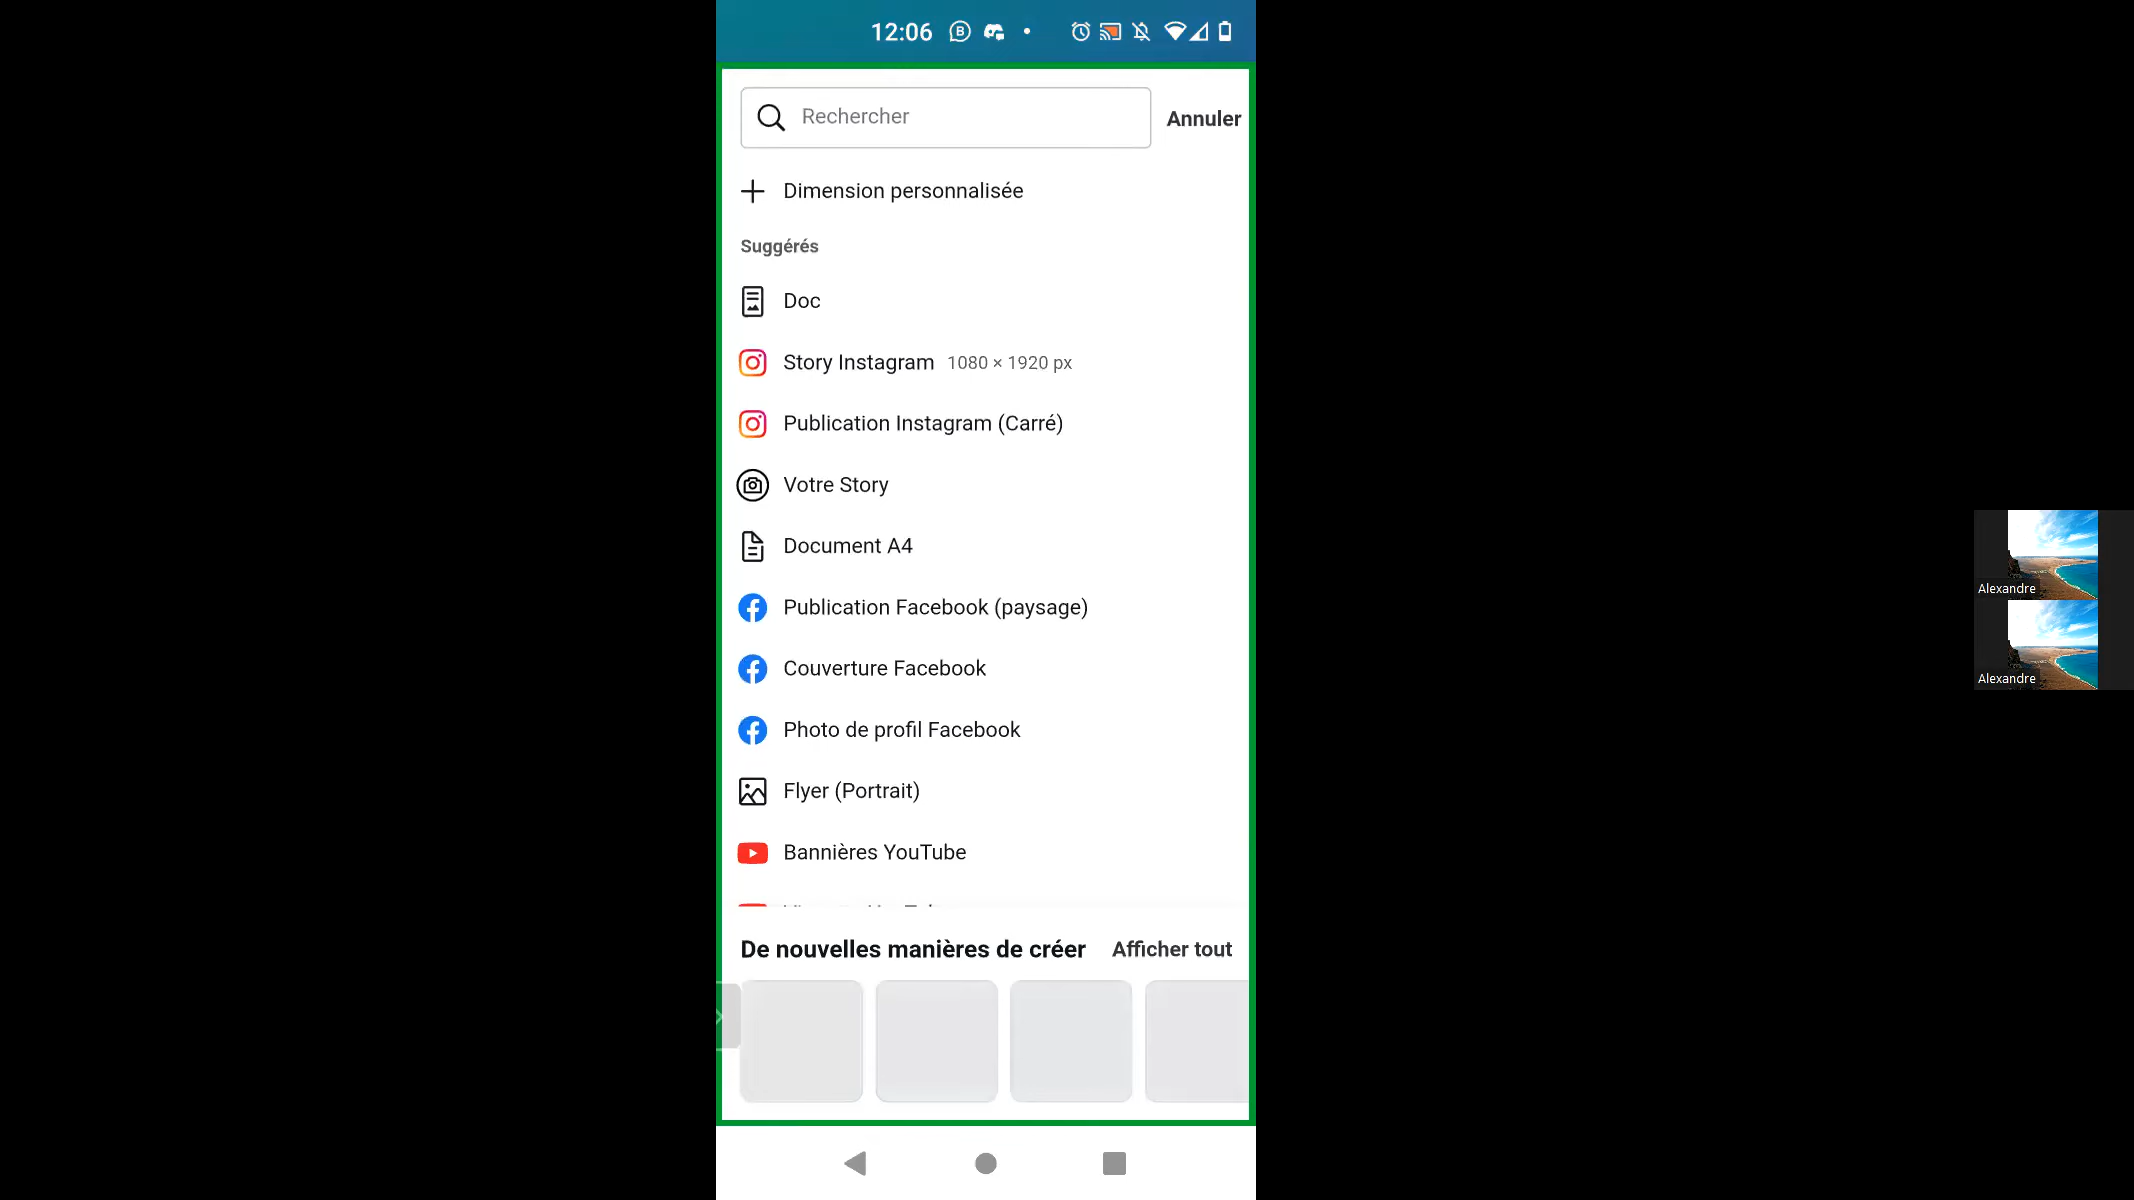 12:06
Rechercher
Annuler
Dimension personnalisée
Suggérés
Doc
Story Instagram 1080 × 1920 px
Publication Instagram (Carré)
Votre Story
Document A4
Publication Facebook (paysage)
Couverture Facebook
Photo de profil Facebook
Flyer (Portrait)
Bannières YouTube
De nouvelles manières de créer
Afficher tout
Alexandre
Alexandre